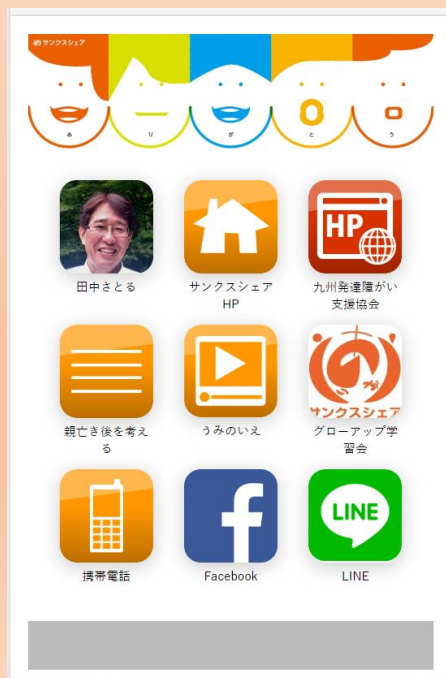 サンクスシェア
あ り が と う
田中さとる
サンクスシェア
HP
HP
九州発達障がい
支援協会
親亡き後を考え
る
うみのいえ
サンクスシェア
グローアップ学
習会
携帯電話
f
Facebook
LINE
LINE